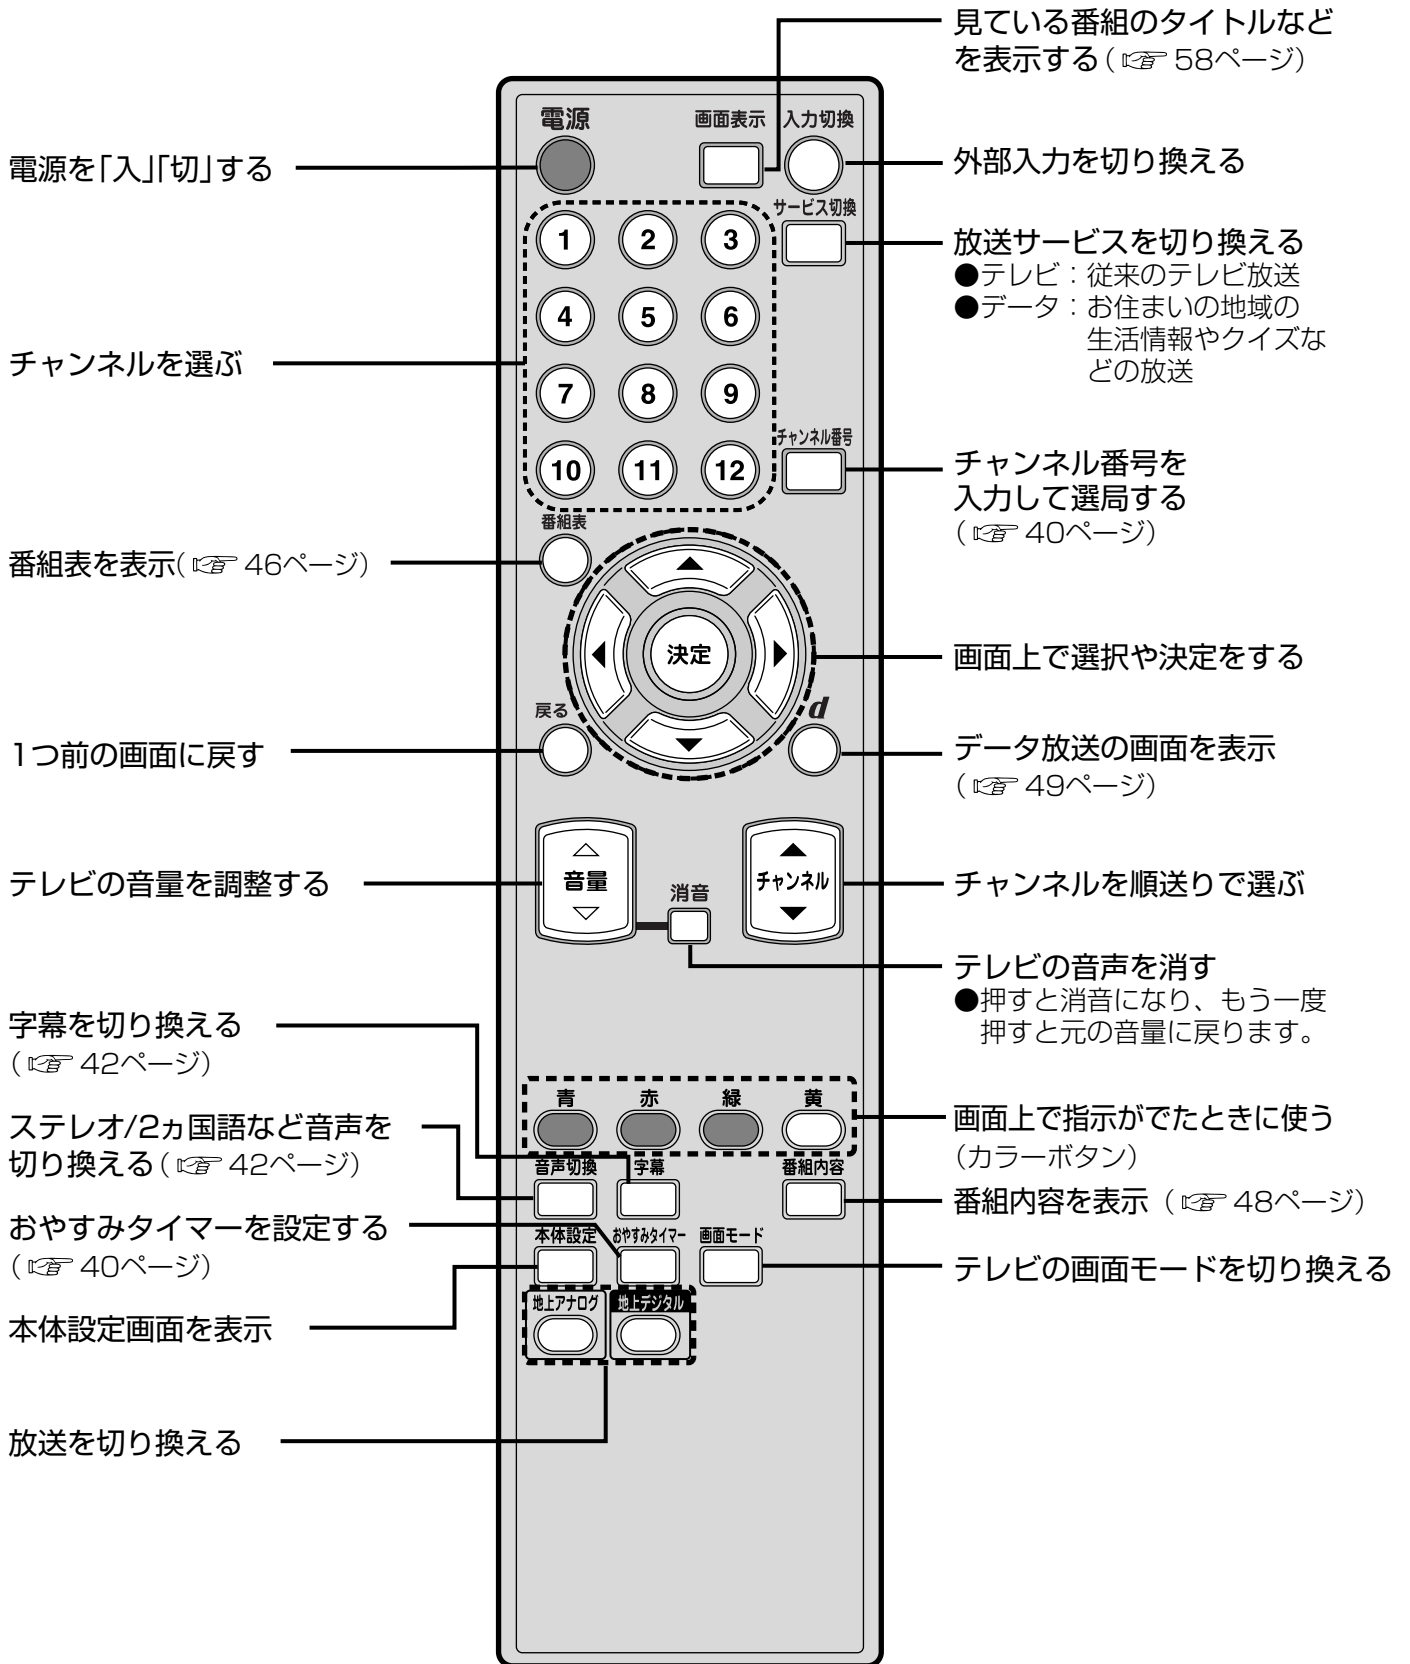 見ている番組のタイトルなど
を表示する(☞58ページ)
電源
画面表示
入力切換
電源を「入」「切」する
外部入力を切り換える
サービス切換
1
2
3
放送サービスを切り換える
●テレビ：従来のテレビ放送
●データ：お住まいの地域の
生活情報やクイズな
どの放送
4
5
6
チャンネルを選ぶ
7
8
9
チャンネル番号
10
11
12
チャンネル番号を
入力して選局する
(☞40ページ)
番組表
番組表を表示(☞46ページ)
決定
画面上で選択や決定をする
戻る
d
1つ前の画面に戻す
データ放送の画面を表示
(☞49ページ)
テレビの音量を調整する
音量
消音
チャンネル
チャンネルを順送りで選ぶ
テレビの音声を消す
●押すと消音になり、もう一度
押すと元の音量に戻ります。
字幕を切り換える
(☞42ページ)
青
赤
緑
黄
画面上で指示がでたときに使う
(カラーボタン)
ステレオ/2ヵ国語など音声を
切り換える(☞42ページ)
音声切換
字幕
番組内容
番組内容を表示(☞48ページ)
おやすみタイマーを設定する
(☞40ページ)
本体設定
おやすみタイマー
画面モード
テレビの画面モードを切り換える
地上アナログ
地上デジタル
本体設定画面を表示
放送を切り換える